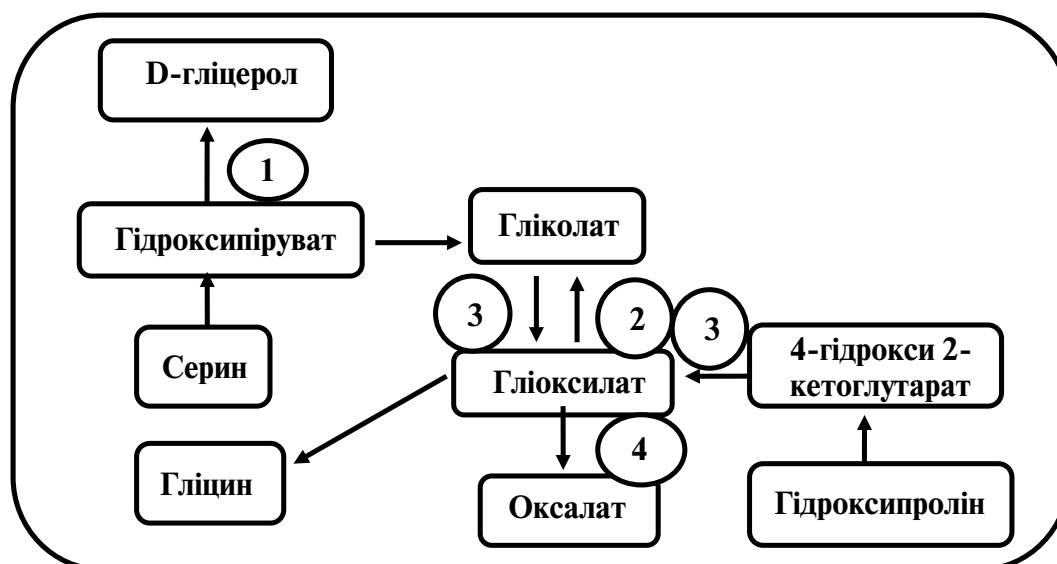 D-гліцерол
1
Гідроксипіруват
Гліколат
3
2
3
Серин
Гліоксилат
4-гідрокси 2-
кетоглутарат
Гліцин
4
Оксалат
Гідроксипролін